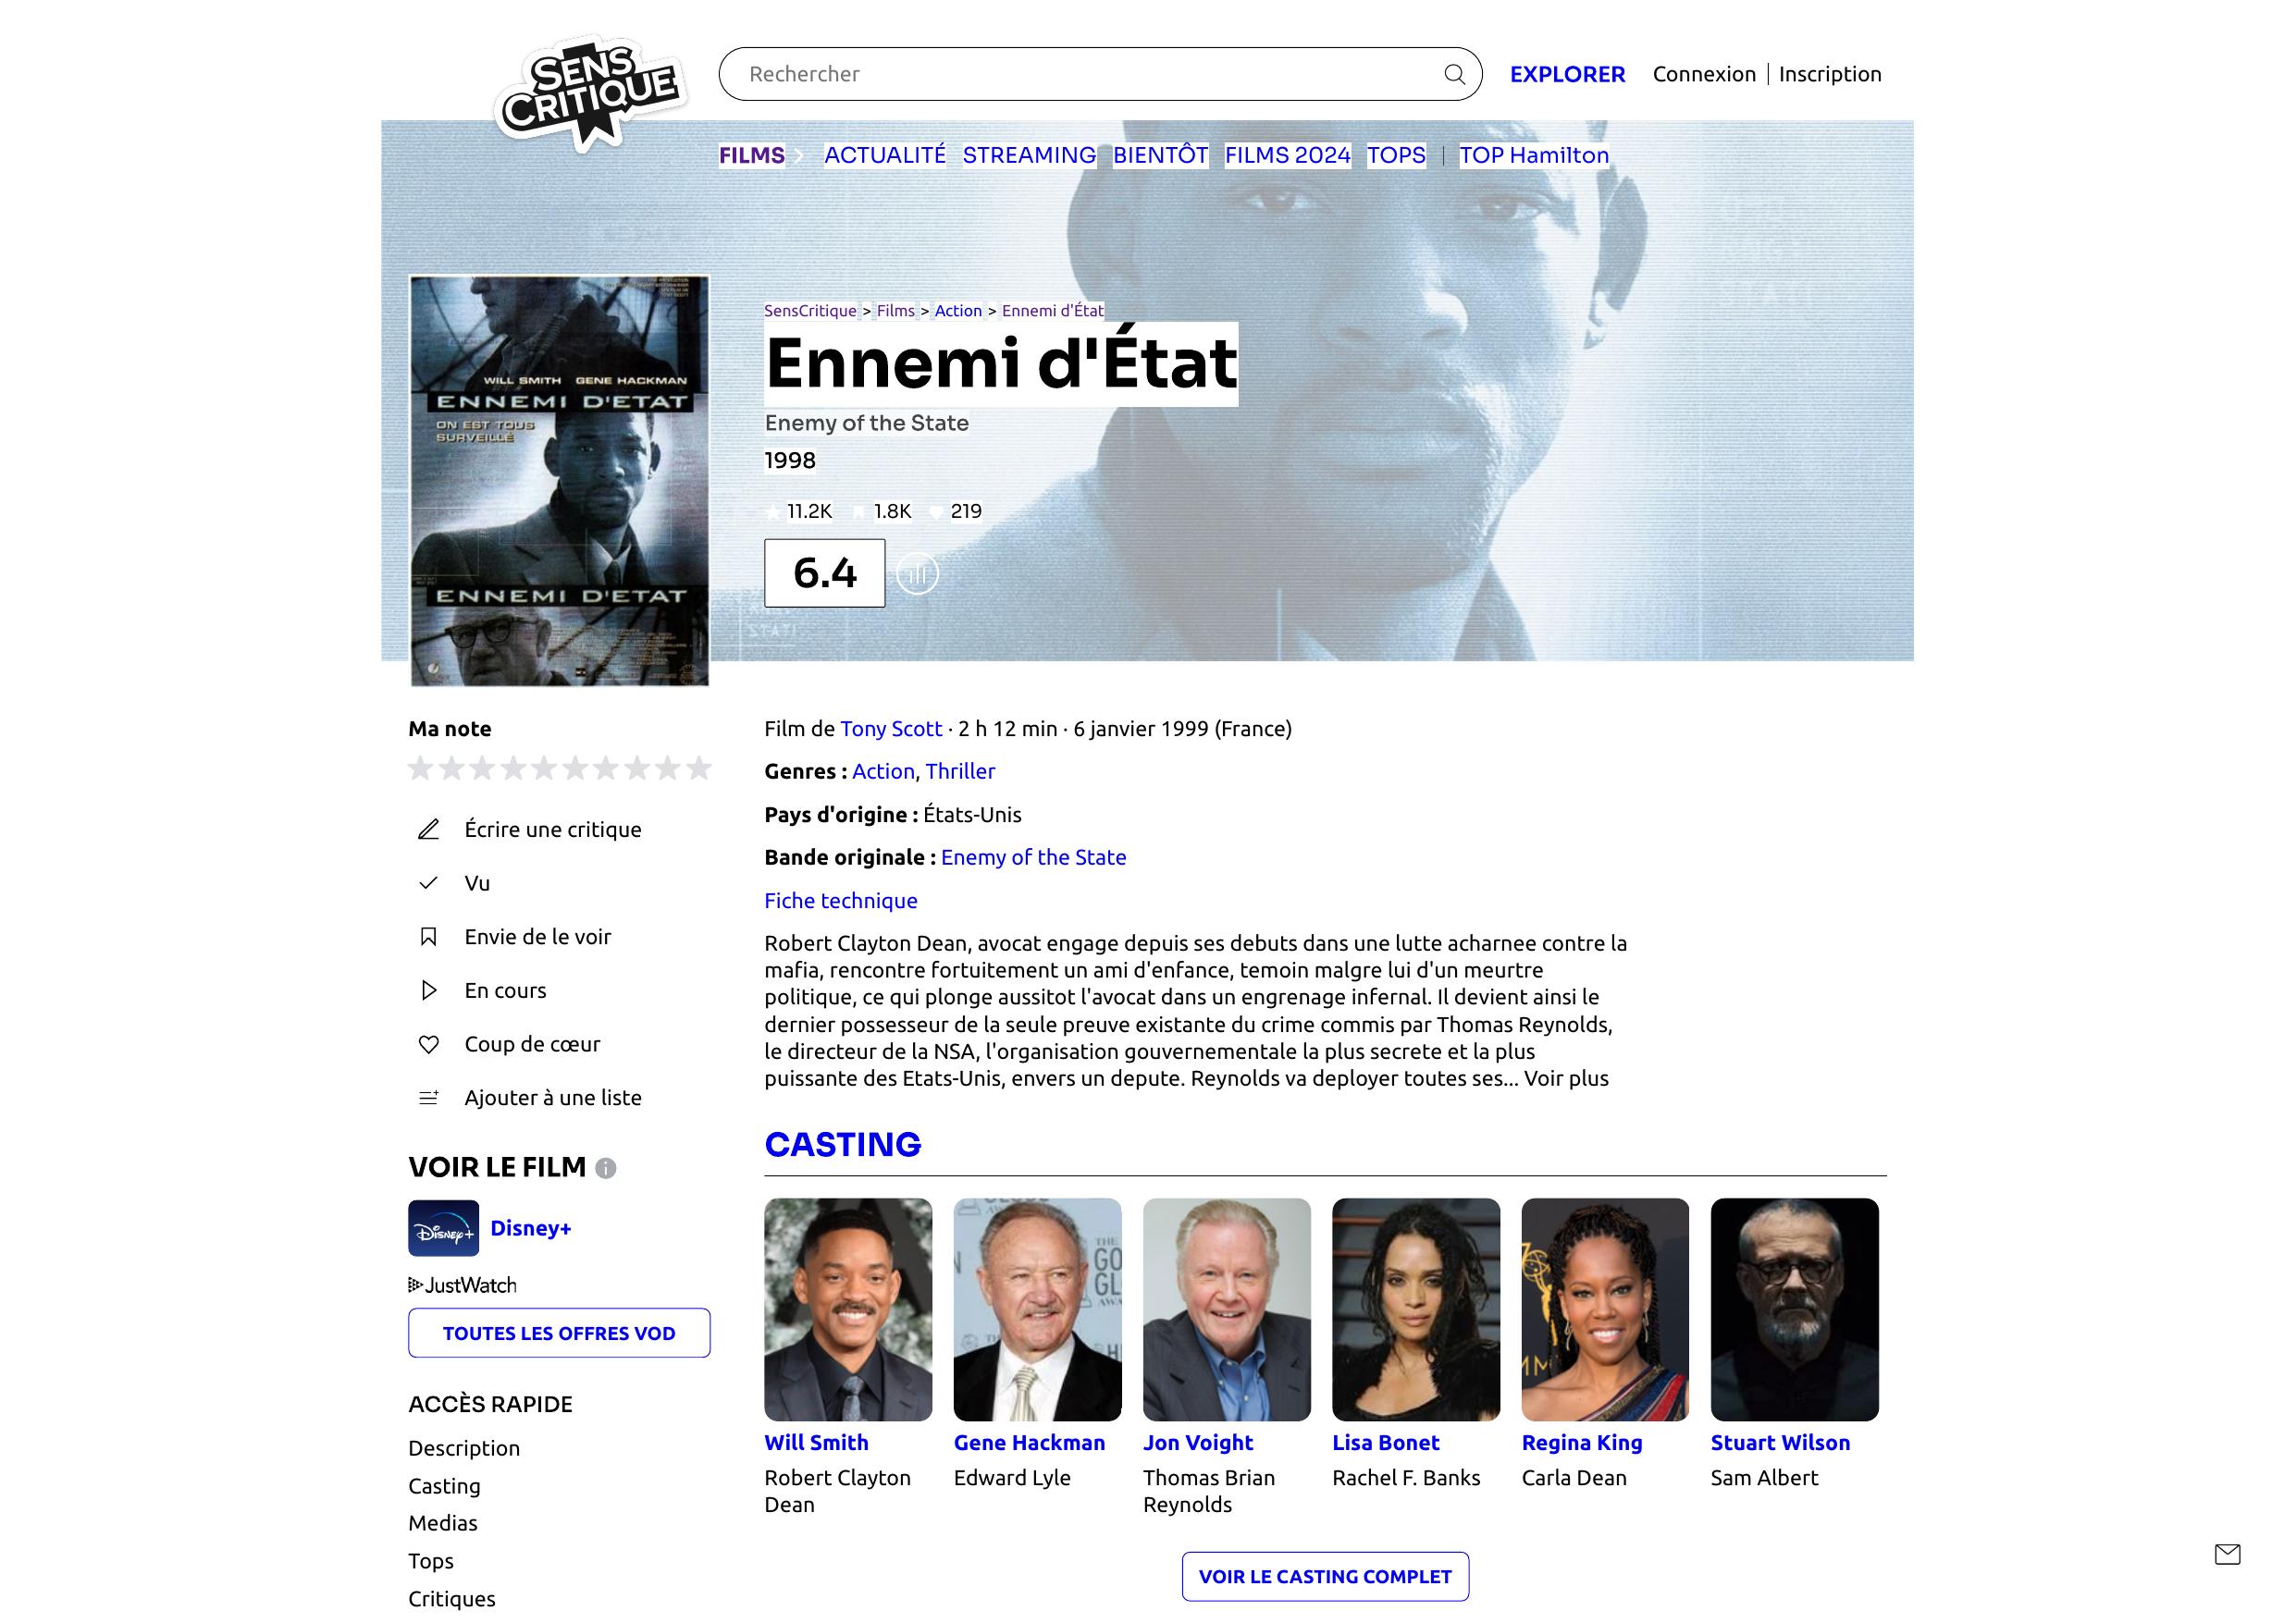 SENS
CRITIQUE
Rechercher
EXPLORER
Connexion
Inscription
FILMS
ACTUALITÉ
STREAMING
BIENTÔT
FILMS 2024
TOPS
TOP Hamilton
WILL SMITH GENE HACKMAN
ENNEMI D'ETAT
ON EST TOUS
SURVEILLÉ
ENNEMI D'ETAT
SensCritique > Films > Action > Ennemi d'État
Ennemi d'État
Enemy of the State
1998
11.2K 1.8K 219
6.4
Ma note
Écrire une critique
Vu
Envie de le voir
En cours
Coup de cœur
Ajouter à une liste
VOIR LE FILM
Disney+
Disney+
JustWatch
TOUTES LES OFFRES VOD
ACCÈS RAPIDE
Description
Casting
Medias
Tops
Critiques
Film de Tony Scott · 2 h 12 min · 6 janvier 1999 (France)
Genres : Action, Thriller
Pays d'origine : États-Unis
Bande originale : Enemy of the State
Fiche technique
Robert Clayton Dean, avocat engage depuis ses debuts dans une lutte acharnee contre la
mafia, rencontre fortuitement un ami d'enfance, temoin malgre lui d'un meurtre
politique, ce qui plonge aussitot l'avocat dans un engrenage infernal. Il devient ainsi le
dernier possesseur de la seule preuve existante du crime commis par Thomas Reynolds,
le directeur de la NSA, l'organisation gouvernementale la plus secrete et la plus
puissante des Etats-Unis, envers un depute. Reynolds va deployer toutes ses... Voir plus
CASTING
Will Smith
Robert Clayton
Dean
Gene Hackman
Edward Lyle
Jon Voight
Thomas Brian
Reynolds
Lisa Bonet
Rachel F. Banks
Regina King
Carla Dean
Stuart Wilson
Sam Albert
VOIR LE CASTING COMPLET